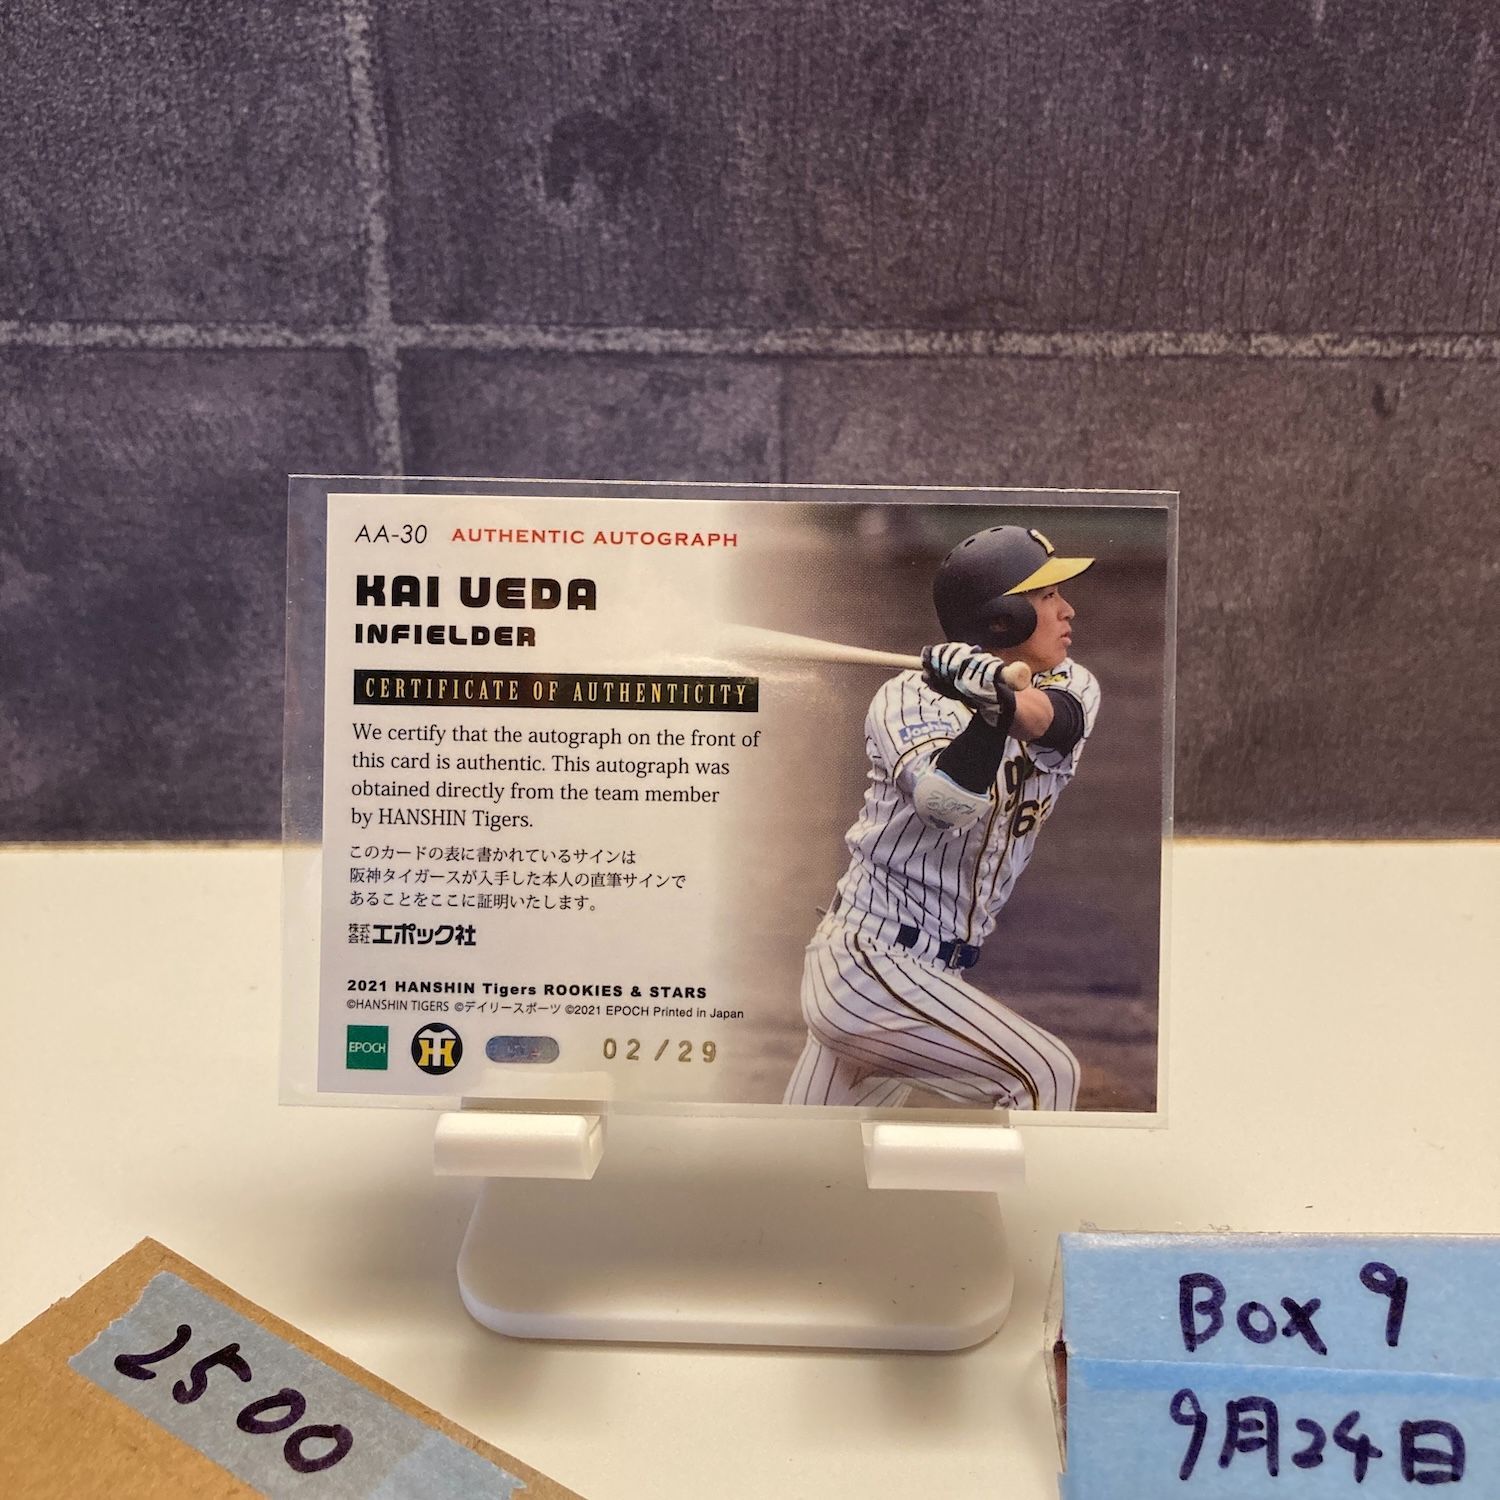 AA-30 AUTHENTIC AUTOGRAPH
KAI UEDA
INFIELDER
CERTIFICATE OF AUTHENTICITY
We certify that the autograph on the front of
this card is authentic. This autograph was
obtained directly from the team member
by HANSHIN Tigers.
このカードの表に書かれているサインは
阪神タイガースが入手した本人の直筆サインで
あることをここに証明いたします。
株式会社エポック社
2021 HANSHIN Tigers ROOKIES & STARS
©HANSHIN TIGERS ©デイリースポーツ ©2021 EPOCH Printed in Japan
EPOCH
02/29
Joshin
2500
Box 9
9月24日